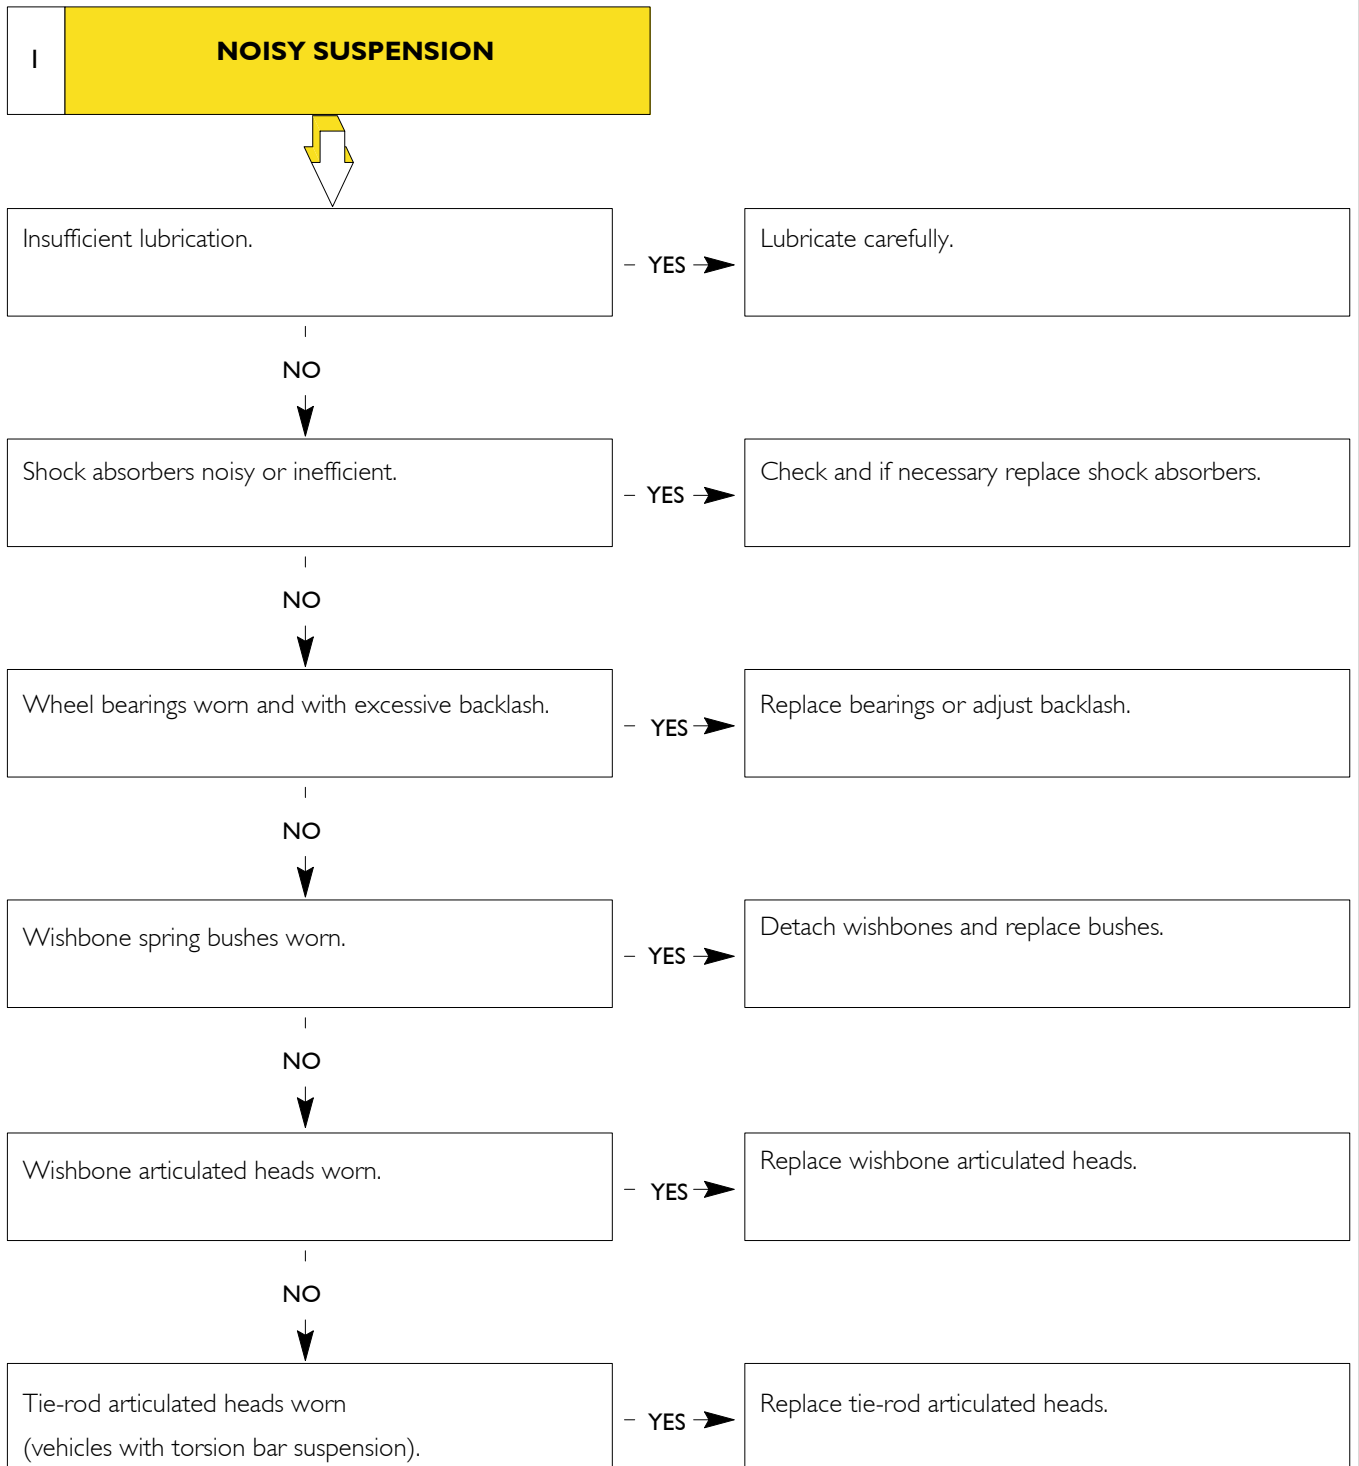 1
NOISY SUSPENSION
Insufficient lubrication.
– YES
Lubricate carefully.
NO
Shock absorbers noisy or inefficient.
– YES
Check and if necessary replace shock absorbers.
NO
Wheel bearings worn and with excessive backlash.
– YES
Replace bearings or adjust backlash.
NO
Wishbone spring bushes worn.
– YES
Detach wishbones and replace bushes.
NO
Wishbone articulated heads worn.
– YES
Replace wishbone articulated heads.
NO
Tie-rod articulated heads worn
(vehicles with torsion bar suspension).
– YES
Replace tie-rod articulated heads.